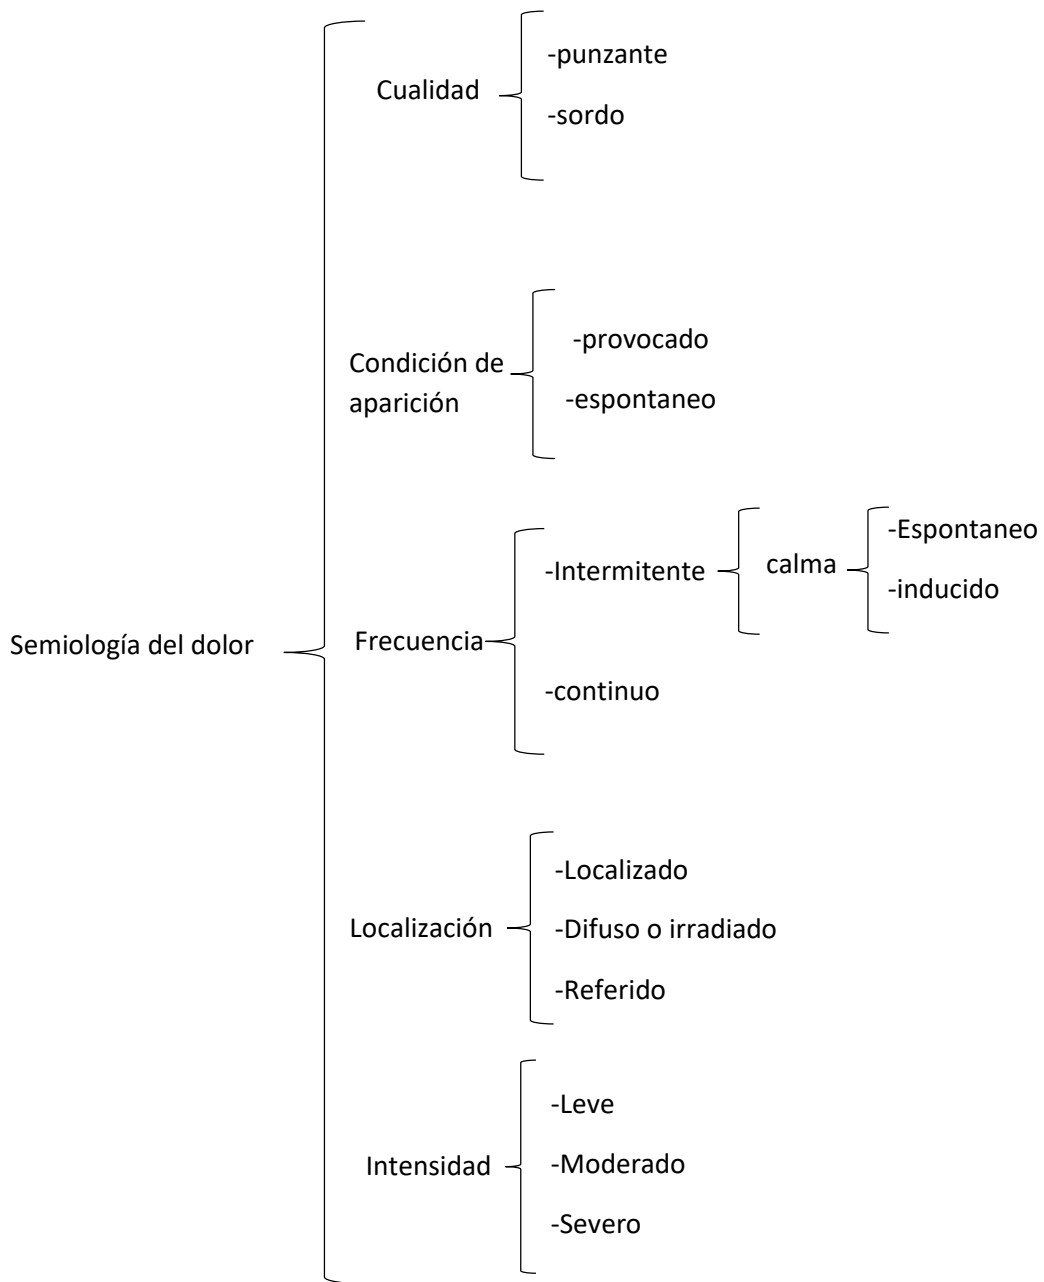 Semiología del dolor
Cualidad
-punzante
-sordo
Condición de
aparición
-provocado
-espontaneo
Frecuencia
-Intermitente
calma
-Espontaneo
-inducido
-continuo
Localización
-Localizado
-Difuso o irradiado
-Referido
Intensidad
-Leve
-Moderado
-Severo